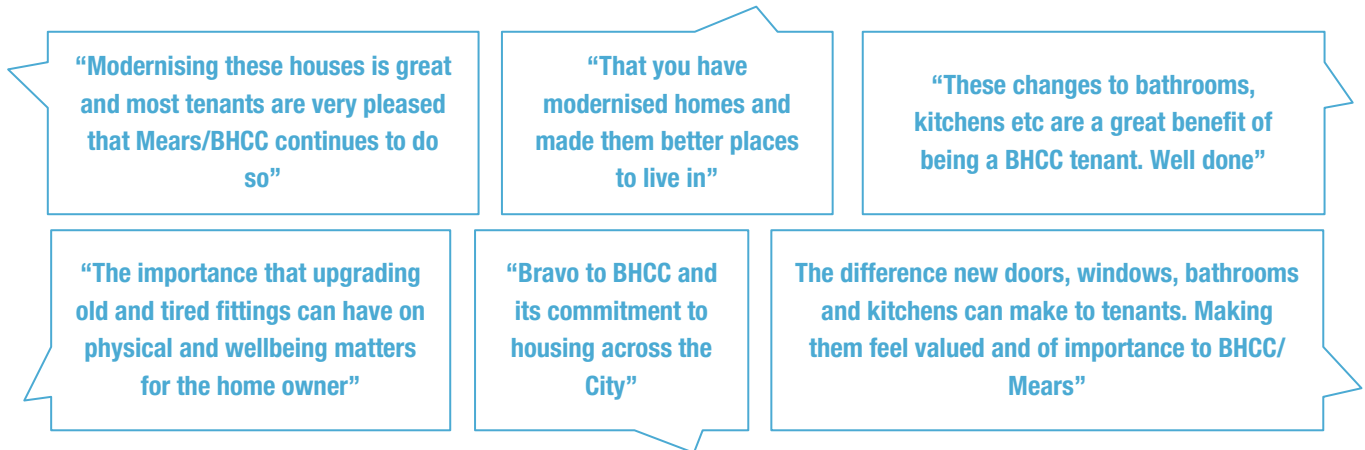 “Modernising these houses is great
and most tenants are very pleased
that Mears/BHCC continues to do
so”
“That you have
modernised homes and
made them better places
to live in”
“These changes to bathrooms,
kitchens etc are a great benefit of
being a BHCC tenant. Well done”
“The importance that upgrading
old and tired fittings can have on
physical and wellbeing matters
for the home owner”
“Bravo to BHCC and
its commitment to
housing across the
City”
The difference new doors, windows, bathrooms
and kitchens can make to tenants. Making
them feel valued and of importance to BHCC/
Mears”